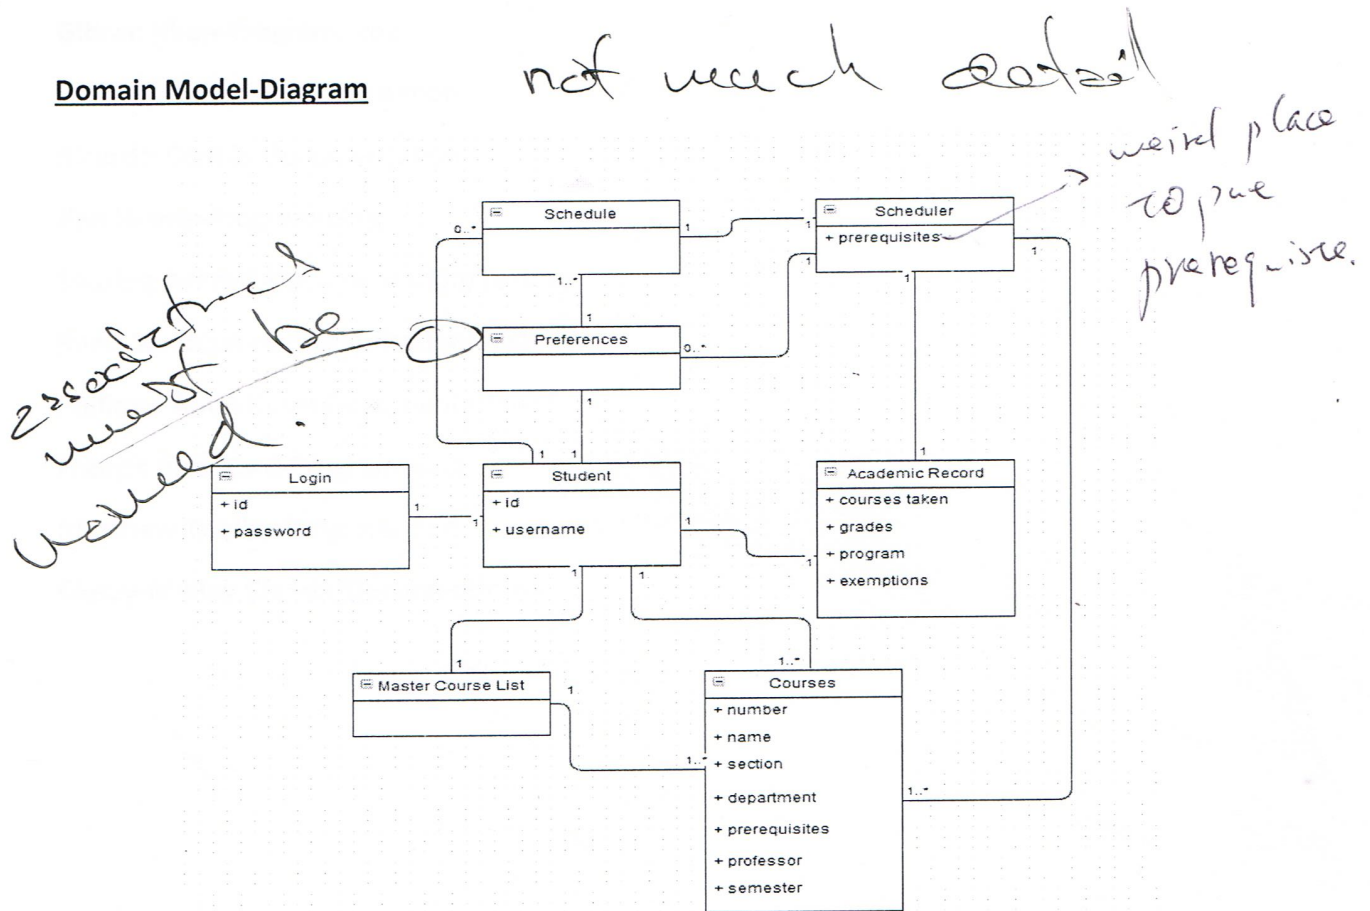 Domain Model-Diagram
not much detail
weird place
to put
prerequisite.
must be
named.
Schedule
0..*
1
1..*
Scheduler
+ prerequisites
1
1
1
1
Preferences
1
0..*
1
Login
+ id
+ password
1
Student
+ id
+ username
1
1
1
1
1
1
Academic Record
+ courses taken
+ grades
+ program
+ exemptions
1
1
Master Course List
1
1
Courses
+ number
+ name
+ section
+ department
+ prerequisites
+ professor
+ semester
1..*
1..
1..*